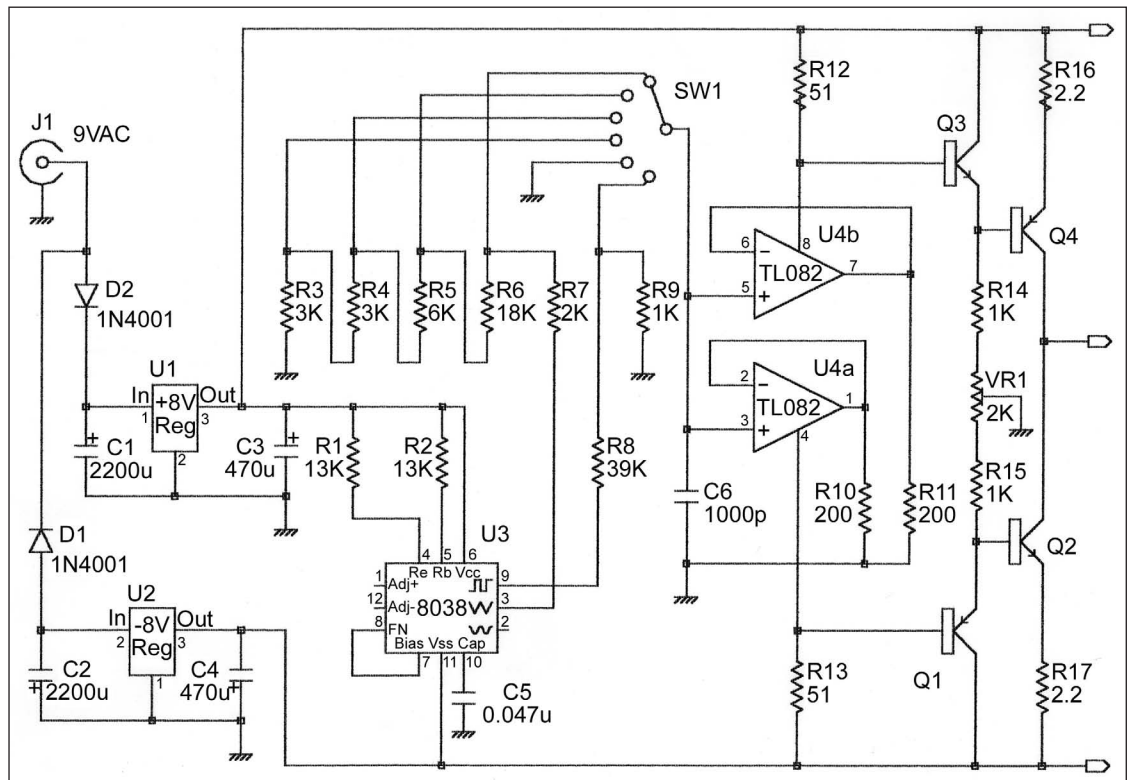 J1
9VAC
D2
1N4001
U1
In
+8V
Out
1
Reg
3
2
C1
2200u
+
C3
470u
+
D1
1N4001
U2
In
-8V
Out
2
Reg
3
1
C2
2200u
+
C4
470u
+
SW1
R3
3K
R4
3K
R5
6K
R6
18K
R7
2K
R9
1K
R1
13K
R2
13K
R8
39K
U3
4
5
6
Re
Rb
Vcc
1
Adj+
9
12
Adj-
8038
3
8
FN
2
Bias
Vss
Cap
7
11
10
C5
0.047u
C6
1000p
R12
51
U4b
8
6
−
TL082
7
5
+
U4a
2
−
TL082
1
3
+
4
R10
200
R11
200
R13
51
Q3
R16
2.2
Q4
R14
1K
VR1
2K
R15
1K
Q2
Q1
R17
2.2